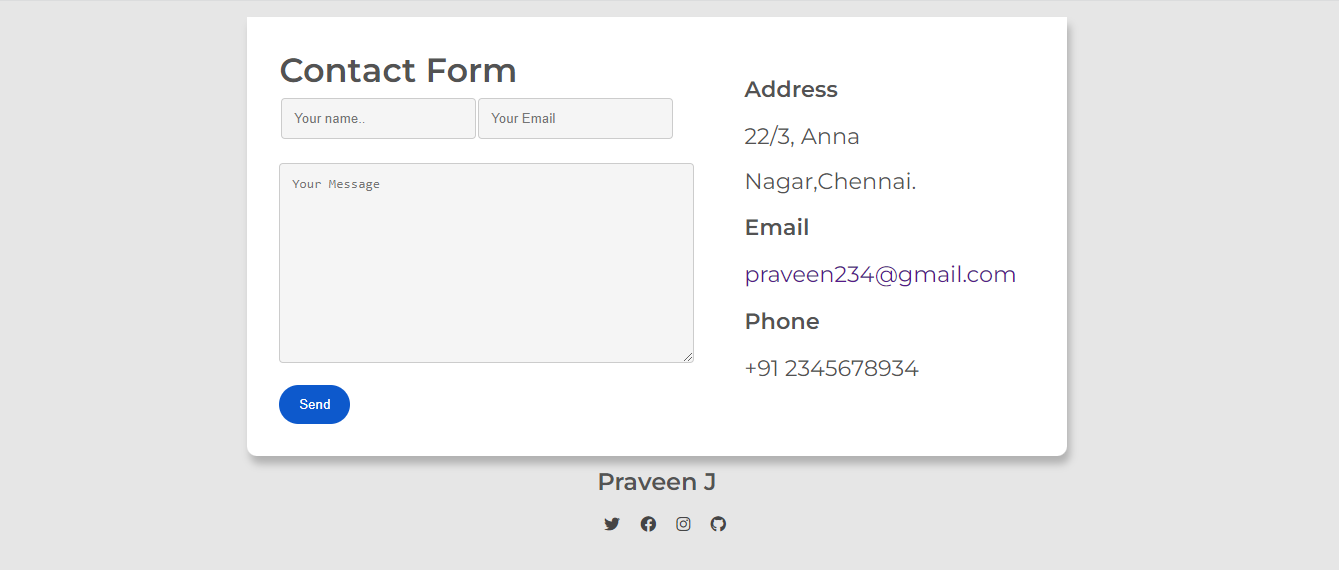 Contact Form
Your name..
Your Email
Your Message
Send
Address
22/3, Anna
Nagar,Chennai.
Email
praveen234@gmail.com
Phone
+91 2345678934
Praveen J